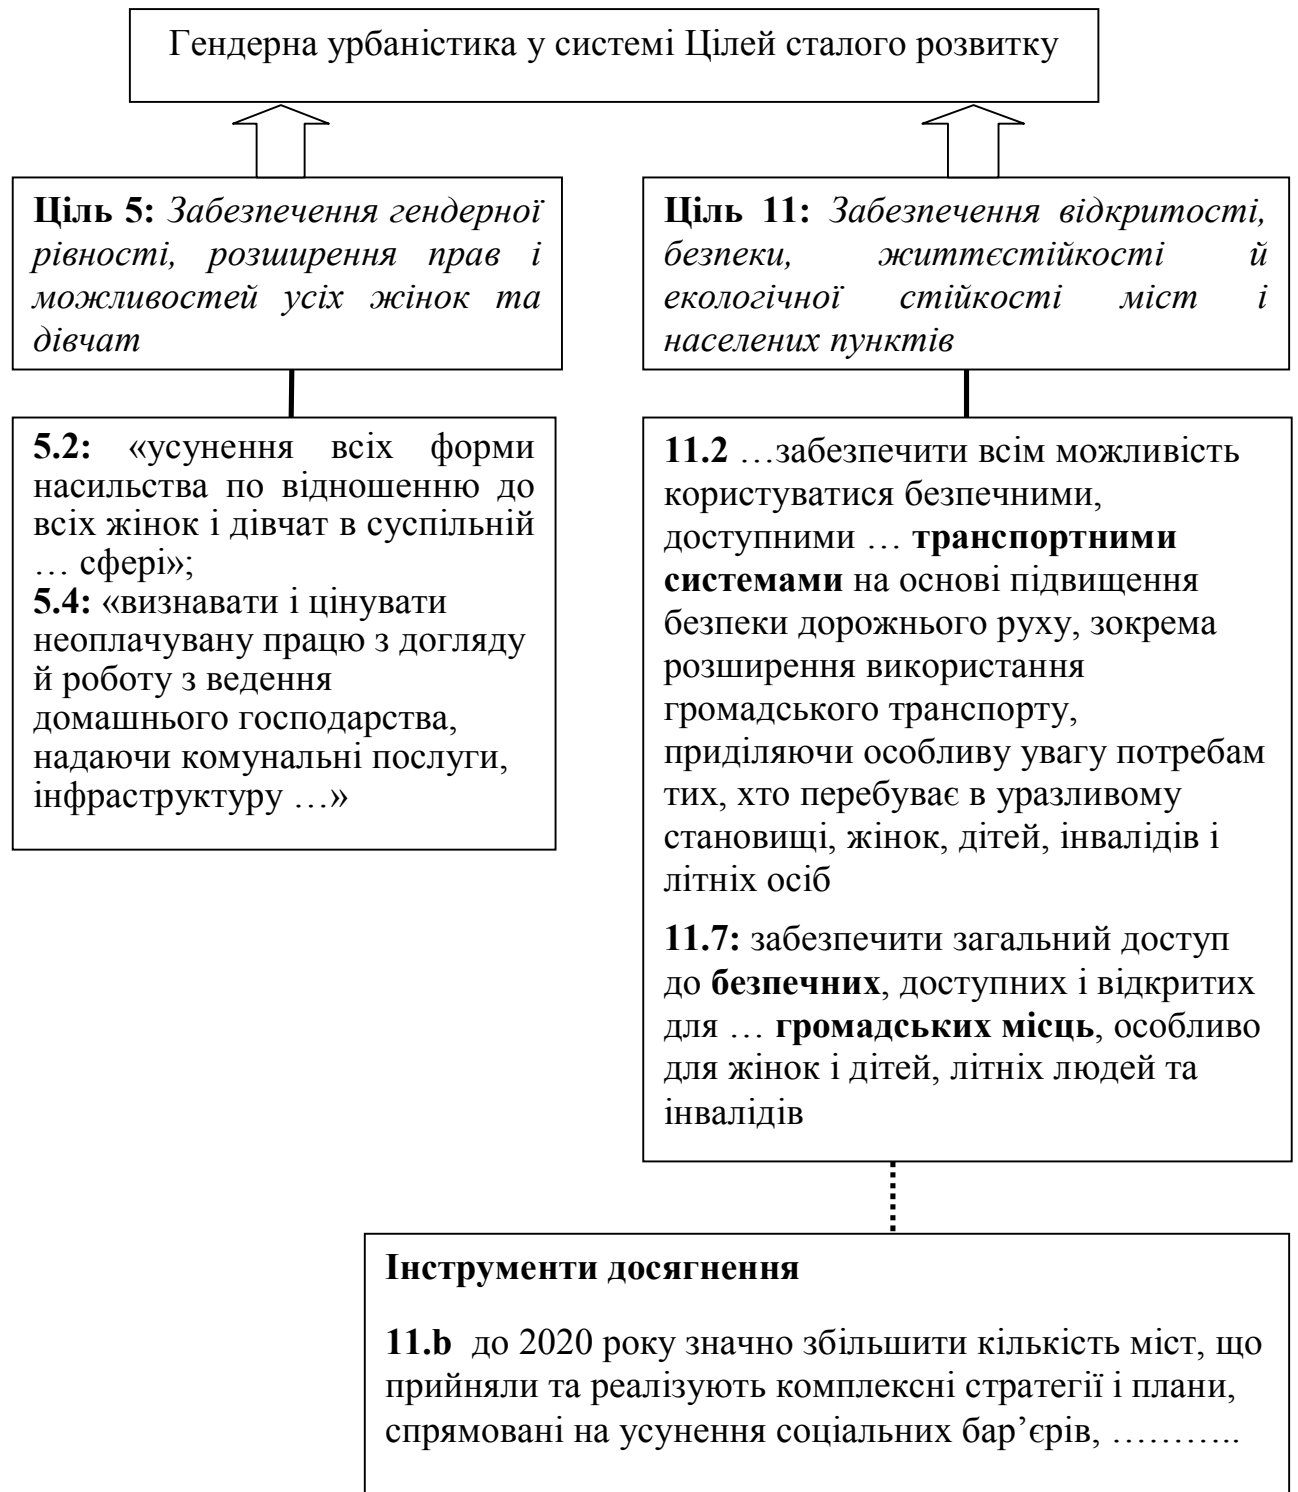 Гендерна урбаністика у системі Цілей сталого розвитку
Ціль 5: Забезпечення гендерної
рівності, розширення прав і
можливостей усіх жінок та
дівчат
Ціль 11: Забезпечення відкритості,
безпеки, життєстійкості й
екологічної стійкості міст і
населених пунктів
5.2: «усунення всіх форми
насильства по відношенню до
всіх жінок і дівчат в суспільній
… сфері»;
5.4: «визнавати і цінувати
неоплачувану працю з догляду
й роботу з ведення
домашнього господарства,
надаючи комунальні послуги,
інфраструктуру …»
11.2 …забезпечити всім можливість
користуватися безпечними,
доступними … транспортними
системами на основі підвищення
безпеки дорожнього руху, зокрема
розширення використання
громадського транспорту,
приділяючи особливу увагу потребам
тих, хто перебуває в уразливому
становищі, жінок, дітей, інвалідів і
літніх осіб
11.7: забезпечити загальний доступ
до безпечних, доступних і відкритих
для … громадських місць, особливо
для жінок і дітей, літніх людей та
інвалідів
Інструменти досягнення
11.b до 2020 року значно збільшити кількість міст, що
прийняли та реалізують комплексні стратегії і плани,
спрямовані на усунення соціальних бар’єрів, ………..